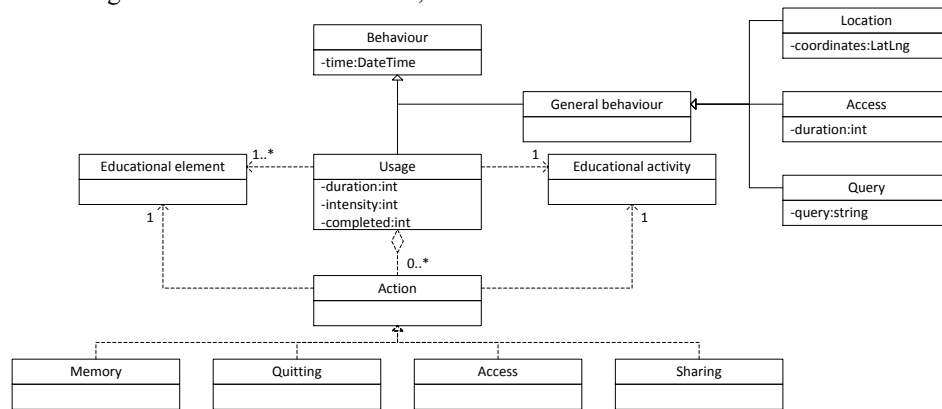 Location
Behaviour
-coordinates:LatLng
-time:DateTime
General behaviour
Access
-duration:int
1..*
1
Educational element
Usage
Educational activity
-duration:int
-intensity:int
-completed:int
Query
-query:string
1
1
0..*
Action
Memory
Quitting
Access
Sharing